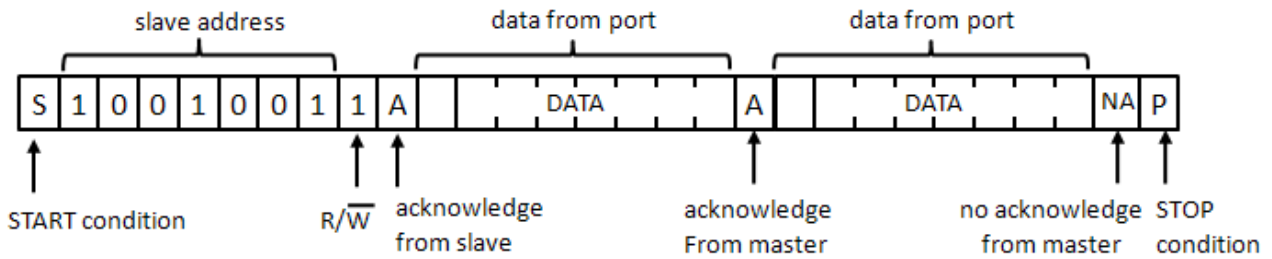 slave address data from port data from port
S 1 0 0 1 0 0 1 1 A DATA A DATA NA P
START condition R/W̅ acknowledge acknowledge no acknowledge STOP
from slave From master from master condition